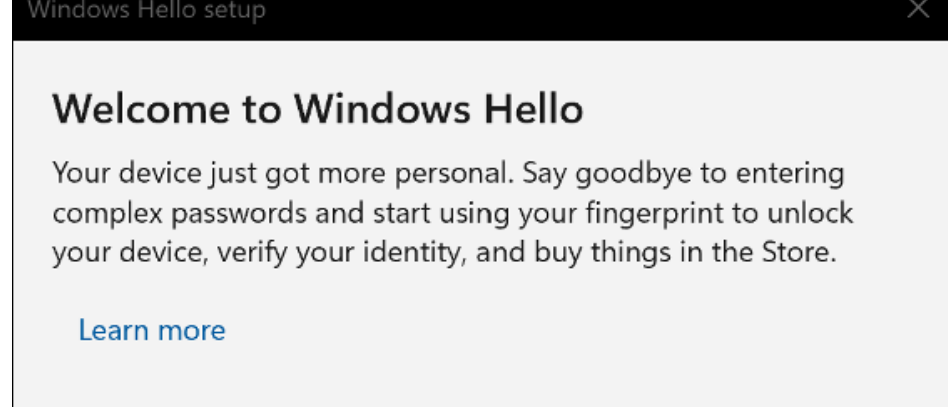 Windows Hello setup
Welcome to Windows Hello
Your device just got more personal. Say goodbye to entering
complex passwords and start using your fingerprint to unlock
your device, verify your identity, and buy things in the Store.
Learn more